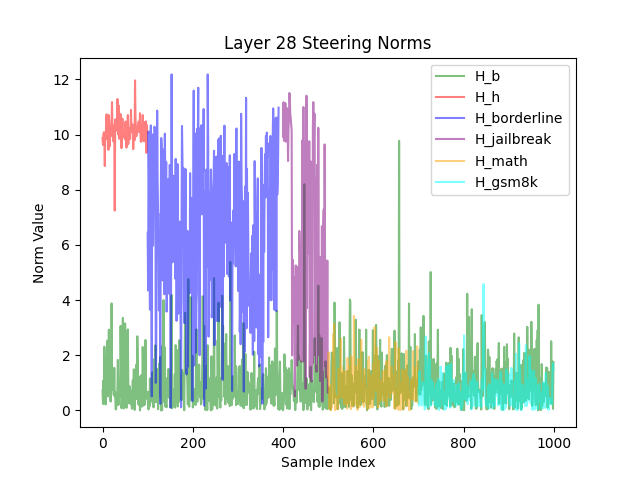 Layer 28 Steering Norms
Norm Value
12
10
8
6
4
2
0
0
200
400
600
800
1000
Sample Index
H_b
H_h
H_borderline
H_jailbreak
H_math
H_gsm8k